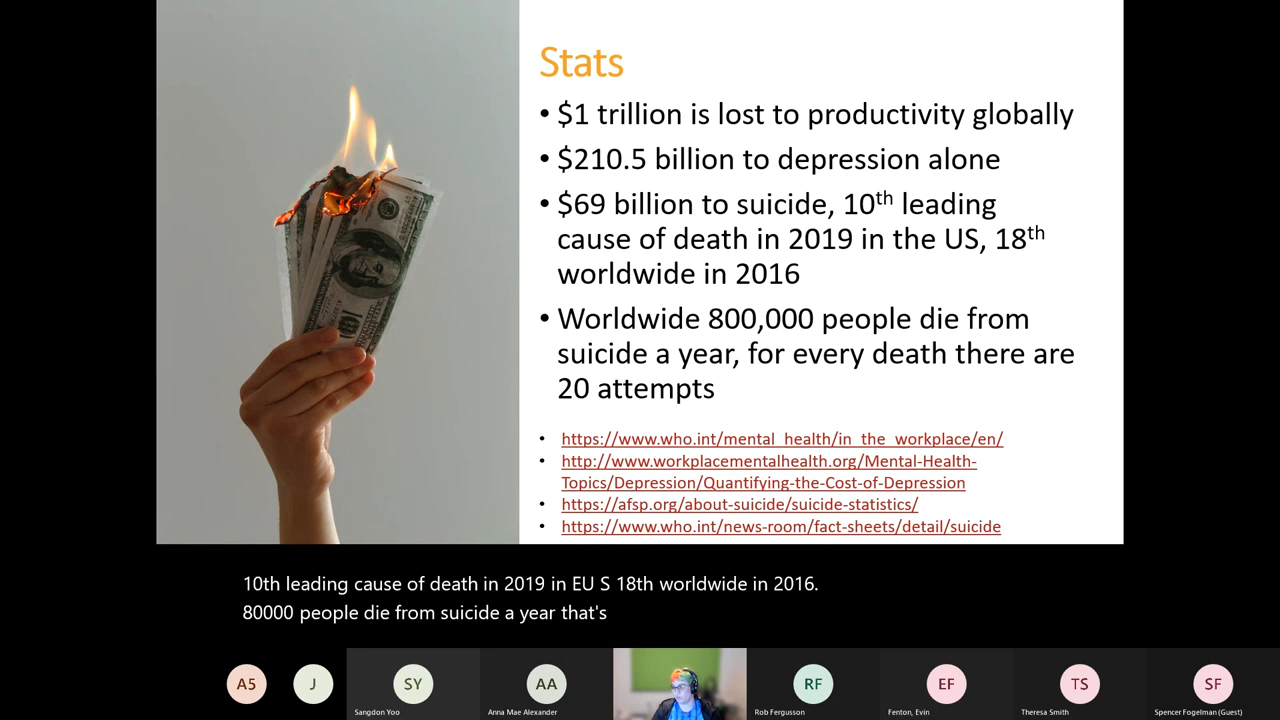 Stats
• $1 trillion is lost to productivity globally
• $210.5 billion to depression alone
• $69 billion to suicide, 10th leading
cause of death in 2019 in the US, 18th
worldwide in 2016
• Worldwide 800,000 people die from
suicide a year, for every death there are
20 attempts
• https://www.who.int/mental_health/in_the_workplace/en/
• http://www.workplacementalhealth.org/Mental-Health-
Topics/Depression/Quantifying-the-Cost-of-Depression
• https://afsp.org/about-suicide/suicide-statistics/
• https://www.who.int/news-room/fact-sheets/detail/suicide
10th leading cause of death in 2019 in EU S 18th worldwide in 2016.
80000 people die from suicide a year that's
A5
J
SY
Sangdon Yoo
AA
Anna Mae Alexander
RF
Rob Fergusson
EF
Fenton, Evin
TS
Theresa Smith
SF
Spencer Fogelman (Guest)
100